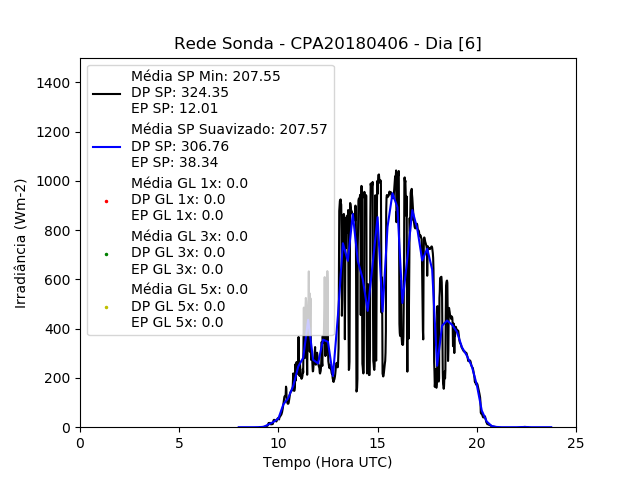 Rede Sonda - CPA20180406 - Dia [6]
Média SP Min: 207.55
DP SP: 324.35
EP SP: 12.01
Média SP Suavizado: 207.57
DP SP: 306.76
EP SP: 38.34
Média GL 1x: 0.0
DP GL 1x: 0.0
EP GL 1x: 0.0
Média GL 3x: 0.0
DP GL 3x: 0.0
EP GL 3x: 0.0
Média GL 5x: 0.0
DP GL 5x: 0.0
EP GL 5x: 0.0
Irradiância (Wm-2)
1400
1200
1000
800
600
400
200
0
0 5 10 15 20 25
Tempo (Hora UTC)